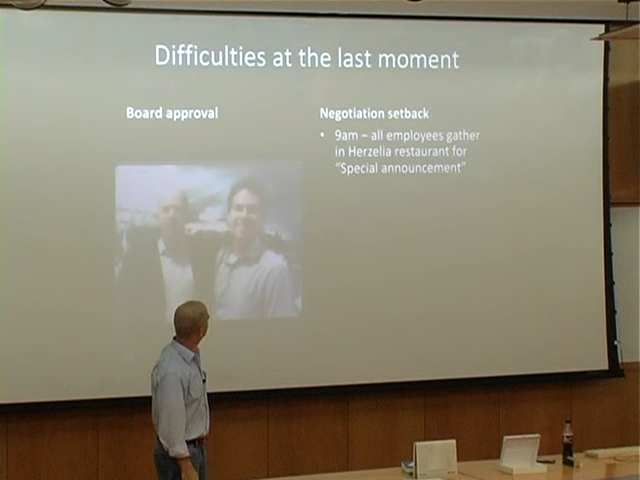 Difficulties at the last moment
Board approval
Negotiation setback
• 9am – all employees gather
in Herzelia restaurant for
“Special announcement”